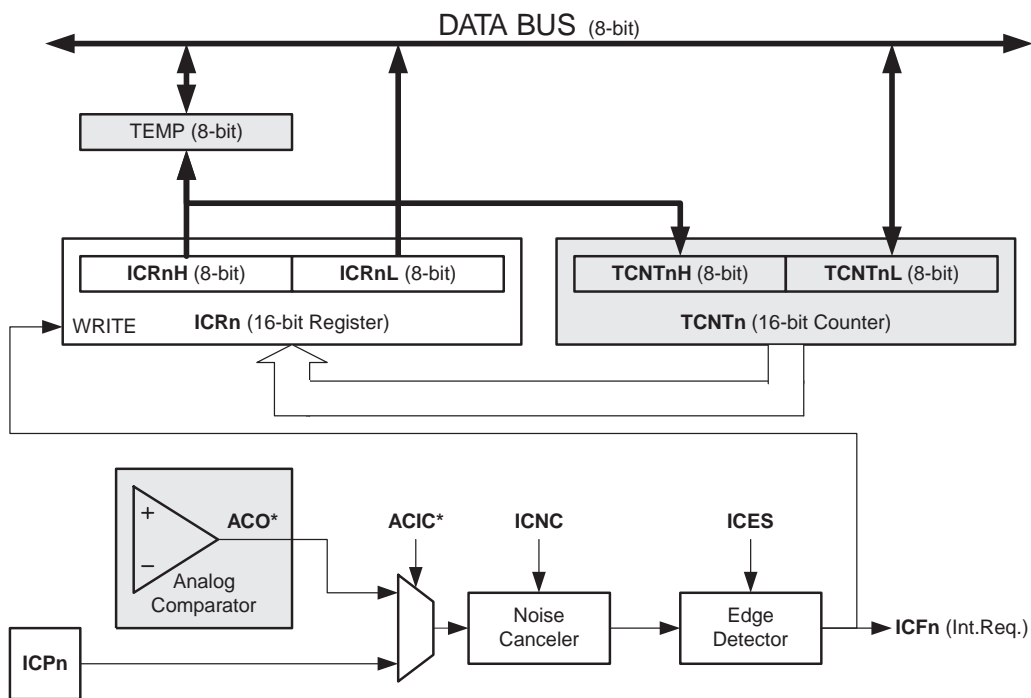 DATA BUS (8-bit)
TEMP (8-bit)
ICRnH (8-bit) ICRnL (8-bit) TCNTnH (8-bit) TCNTnL (8-bit)
WRITE ICRn (16-bit Register) TCNTn (16-bit Counter)
+
ACO* ACIC* ICNC ICES
−
Analog
Comparator
Noise
Canceler
Edge
Detector
ICFn (Int.Req.)
ICPn